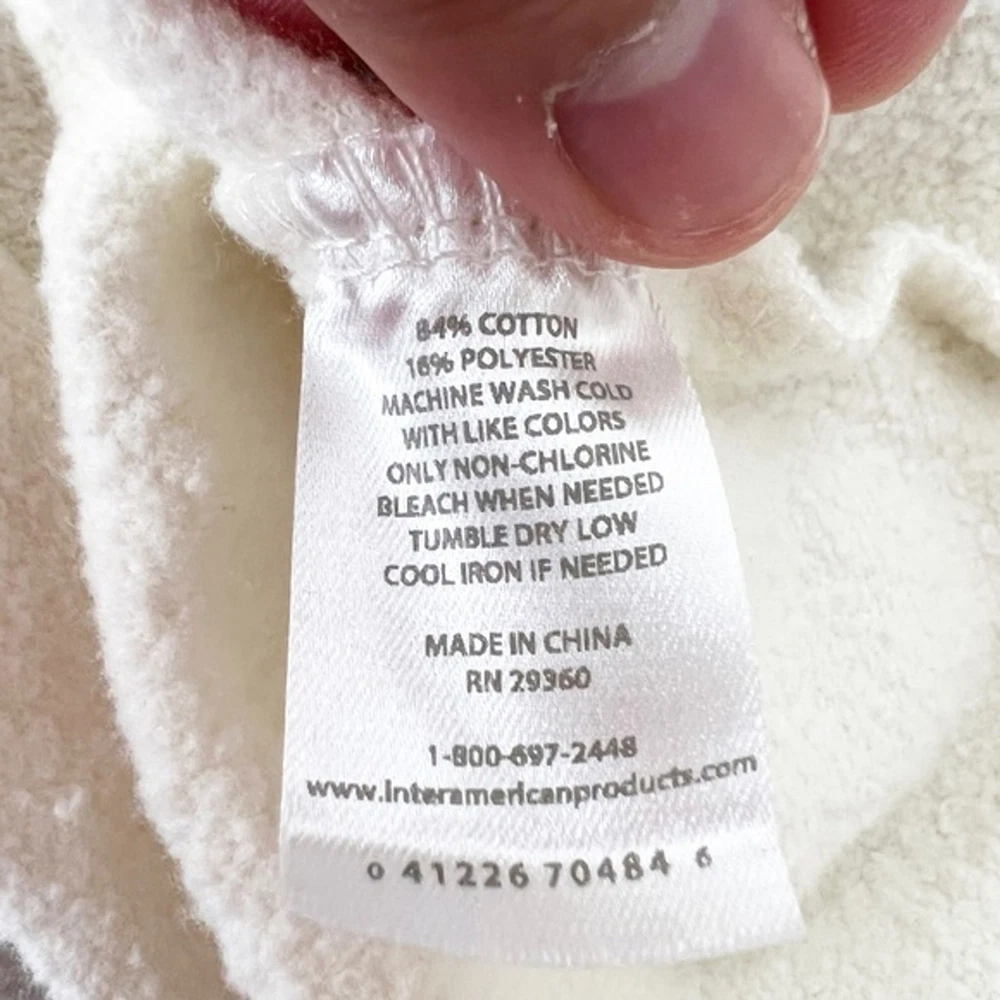 84% COTTON
16% POLYESTER
MACHINE WASH COLD
WITH LIKE COLORS
ONLY NON-CHLORINE
BLEACH WHEN NEEDED
TUMBLE DRY LOW
COOL IRON IF NEEDED
MADE IN CHINA
RN 29360
1-800-697-2448
www.interamericanproducts.com
0 41226 70484 6